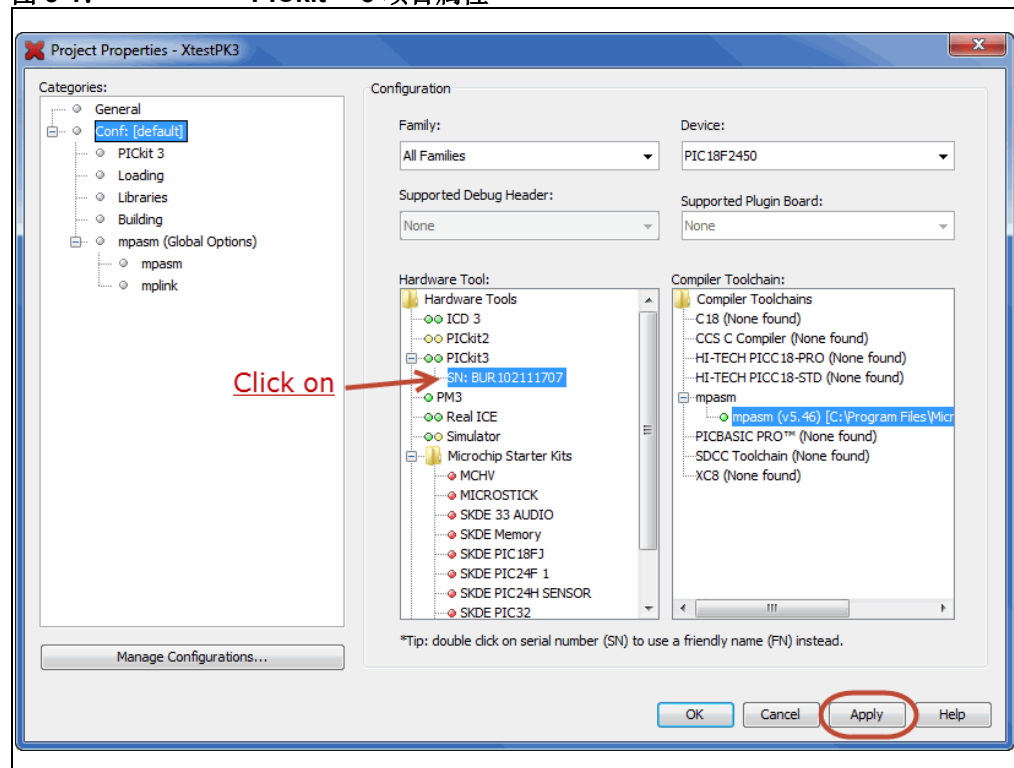 PICkit 3 项目属性
Project Properties - XtestPK3
Categories:
General
Conf: [default]
PICkit 3
Loading
Libraries
Building
mpasm (Global Options)
mpasm
mplink
Manage Configurations...
Configuration
Family:
All Families
Device:
PIC18F2450
Supported Debug Header:
None
Supported Plugin Board:
None
Hardware Tool:
Hardware Tools
ICD 3
PICkit2
PICkit3
SN: BUR102111707
Click on
PM3
Real ICE
Simulator
Microchip Starter Kits
MCHV
MICROSTICK
SKDE 33 AUDIO
SKDE Memory
SKDE PIC18FJ
SKDE PIC24F 1
SKDE PIC24H SENSOR
SKDE PIC32
Compiler Toolchain:
Compiler Toolchains
C18 (None found)
CCS C Compiler (None found)
HI-TECH PICC18-PRO (None found)
HI-TECH PICC18-STD (None found)
mpasm
mpasm (v5.46) [C:\Program Files\Micr
PICBASIC PRO™ (None found)
SDCC Toolchain (None found)
XC8 (None found)
*Tip: double click on serial number (SN) to use a friendly name (FN) instead.
OK
Cancel
Apply
Help